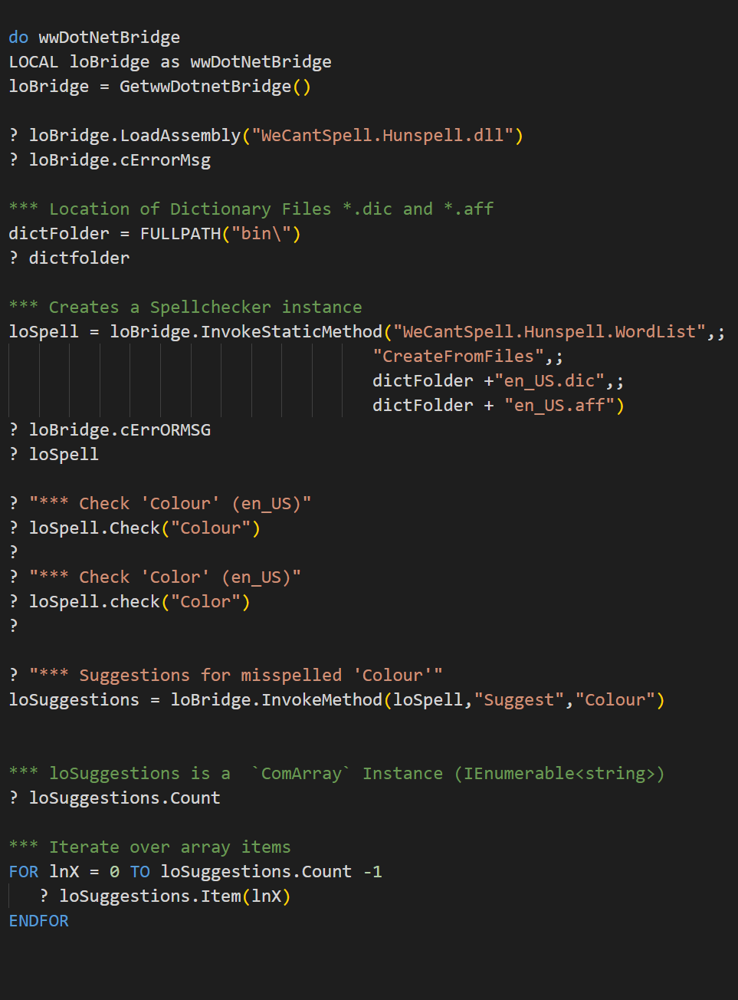 do wwDotNetBridge
LOCAL loBridge as wwDotNetBridge
loBridge = GetwwDotnetBridge()
? loBridge.LoadAssembly("WeCantSpell.Hunspell.dll")
? loBridge.cErrorMsg
*** Location of Dictionary Files *.dic and *.aff
dictFolder = FULLPATH("bin\")
? dictfolder
*** Creates a Spellchecker instance
loSpell = loBridge.InvokeStaticMethod("WeCantSpell.Hunspell.WordList",;
"CreateFromFiles",;
dictFolder +"en_US.dic",;
dictFolder + "en_US.aff")
? loBridge.cErrORMSG
? loSpell
? "*** Check 'Colour' (en_US)"
? loSpell.Check("Colour")
?
? "*** Check 'Color' (en_US)"
? loSpell.check("Color")
?
? "*** Suggestions for misspelled 'Colour'"
loSuggestions = loBridge.InvokeMethod(loSpell,"Suggest","Colour")
*** loSuggestions is a  `ComArray` Instance (IEnumerable<string>)
? loSuggestions.Count
*** Iterate over array items
FOR lnX = 0 TO loSuggestions.Count -1
? loSuggestions.Item(lnX)
ENDFOR